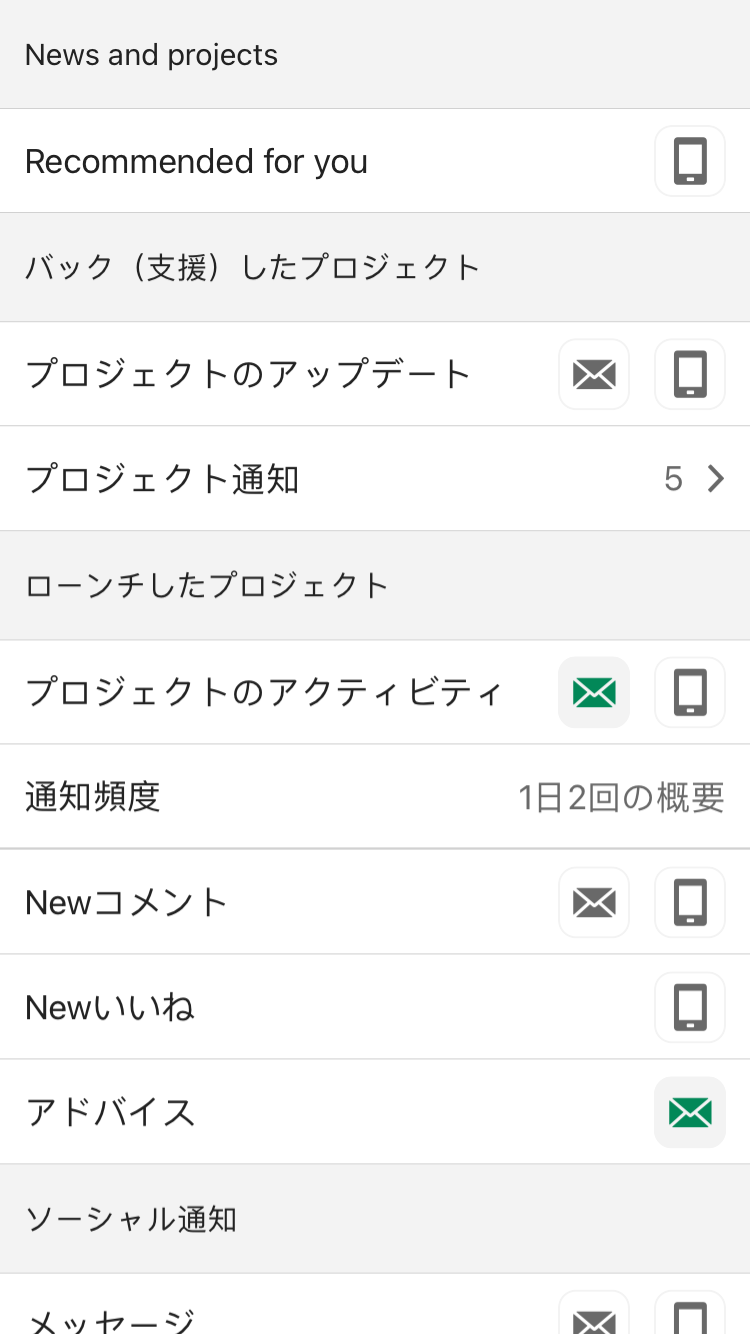 News and projects
Recommended for you
バック（支援）したプロジェクト
プロジェクトのアップデート
プロジェクト通知 5
ローンチしたプロジェクト
プロジェクトのアクティビティ
通知頻度 1日2回の概要
Newコメント
Newいいね
アドバイス
ソーシャル通知
メッセージ